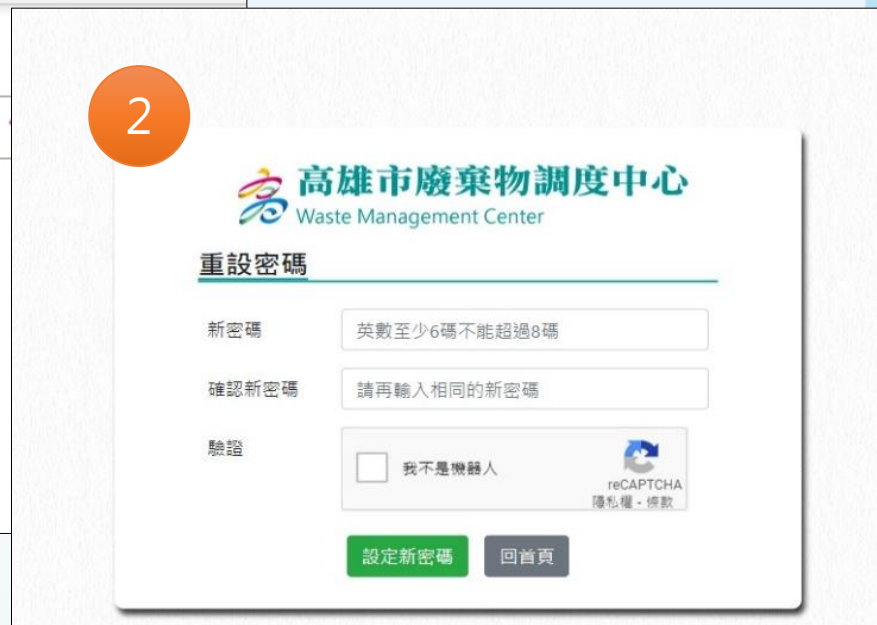 2
高雄市廢棄物調度中心
Waste Management Center
重設密碼
新密碼 英數至少6碼不能超過8碼
確認新密碼 請再輸入相同的新密碼
驗證
我不是機器人
reCAPTCHA
隱私權 - 條款
設定新密碼 回首頁